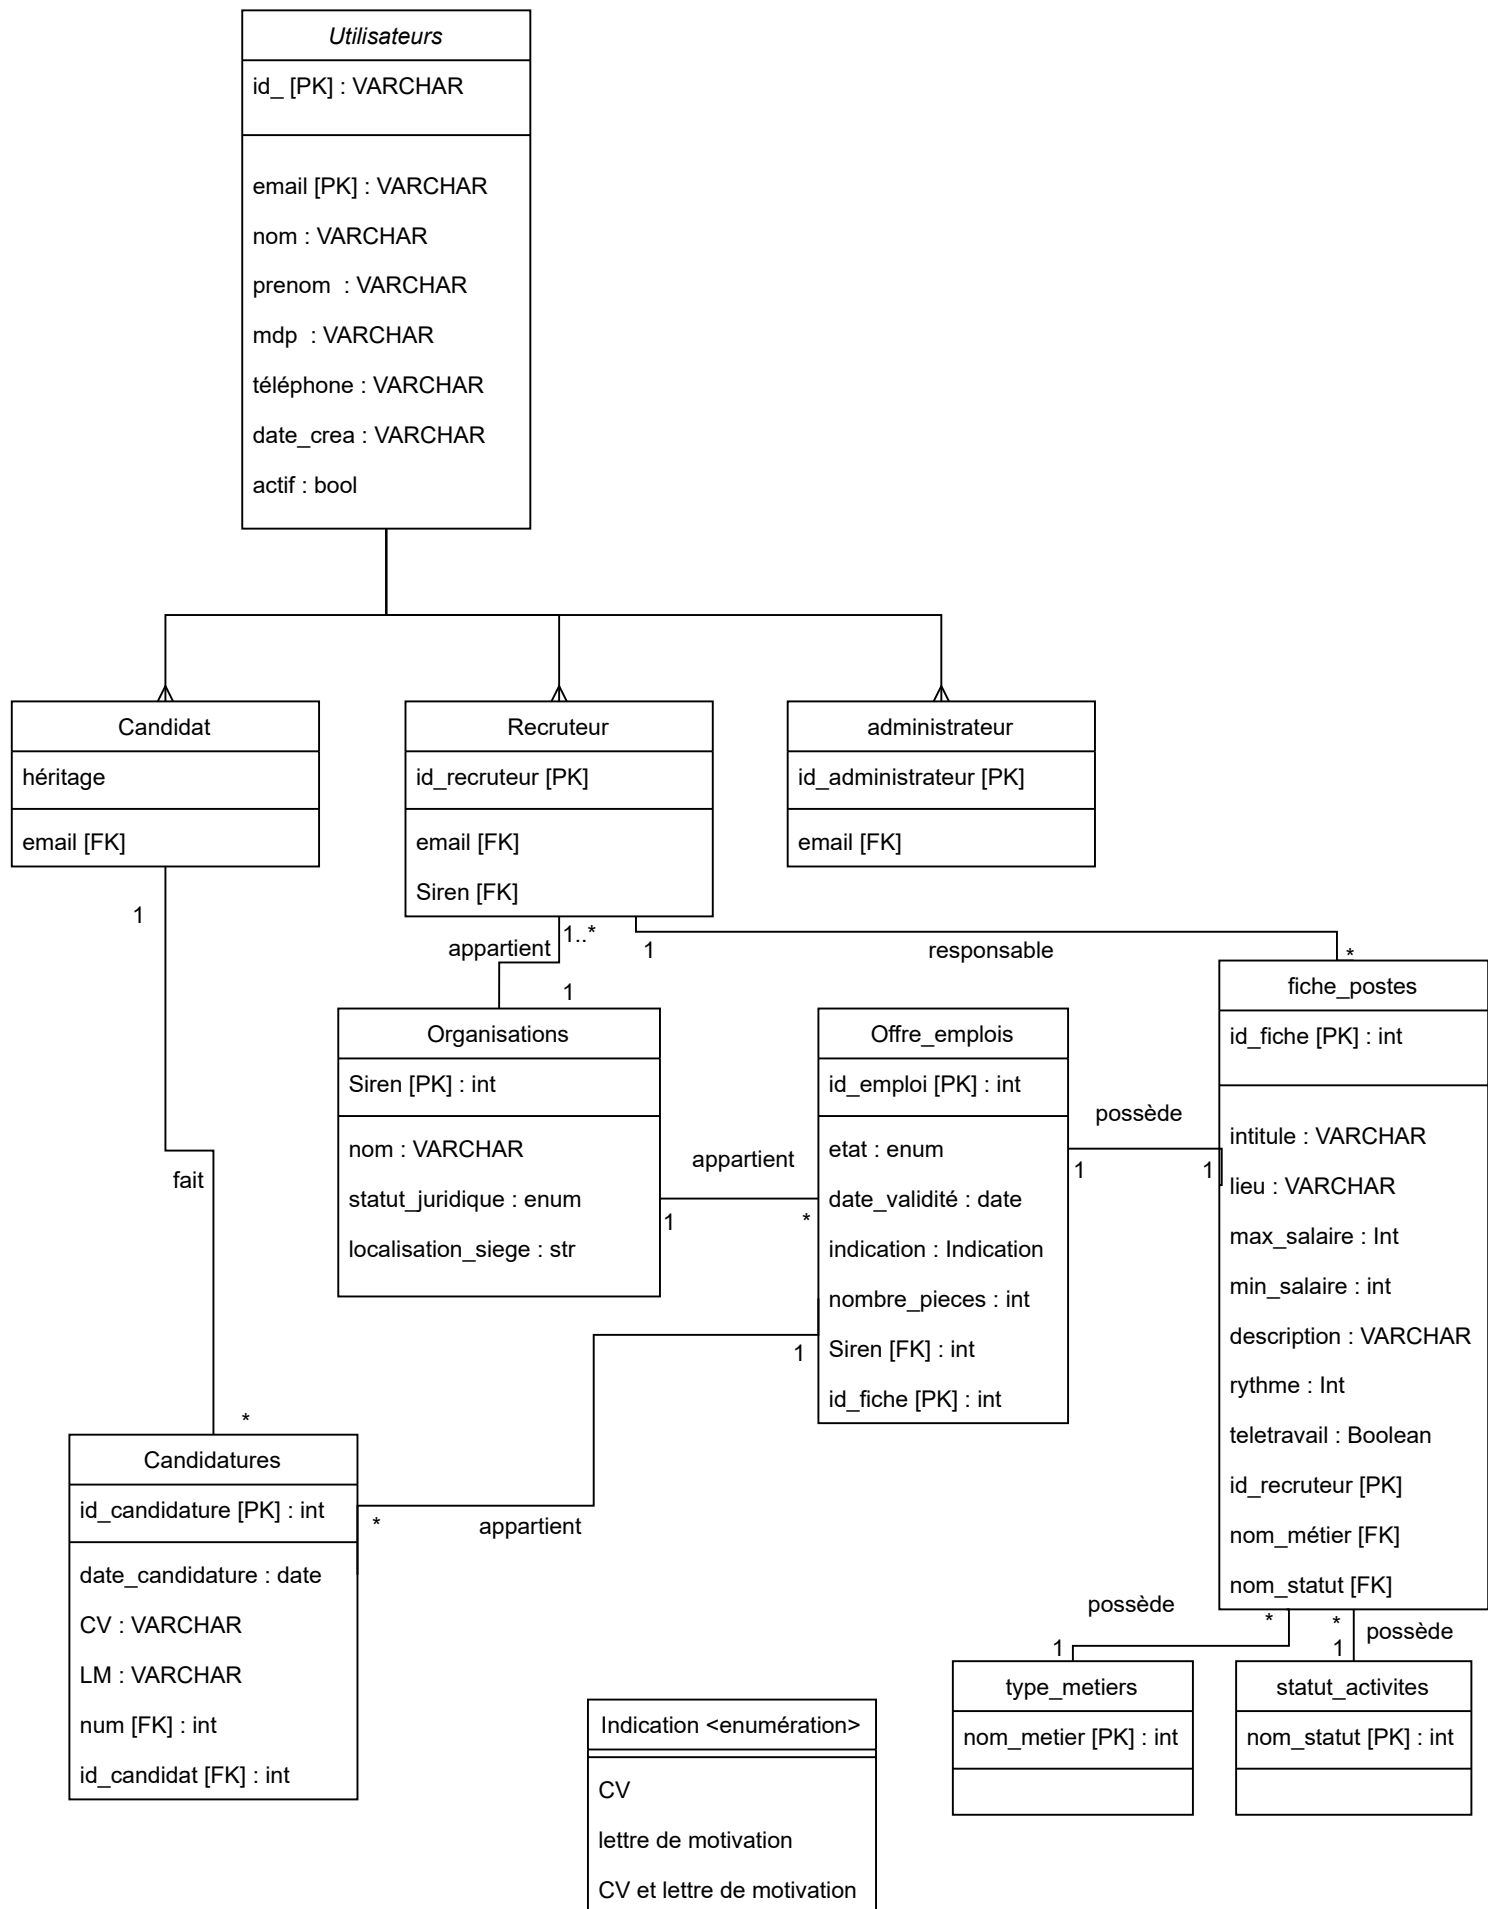 Utilisateurs
id_ [PK] : VARCHAR
email [PK] : VARCHAR
nom : VARCHAR
prenom : VARCHAR
mdp : VARCHAR
téléphone : VARCHAR
date_crea : VARCHAR
actif : bool
Candidat
héritage
email [FK]
Recruteur
id_recruteur [PK]
email [FK]
Siren [FK]
administrateur
id_administrateur [PK]
email [FK]
1
appartient
1..*
1
1
responsable
*
Organisations
Siren [PK] : int
nom : VARCHAR
statut_juridique : enum
localisation_siege : str
appartient
1
*
Offre_emplois
id_emploi [PK] : int
etat : enum
date_validité : date
indication : Indication
nombre_pieces : int
Siren [FK] : int
id_fiche [PK] : int
possède
1
1
fiche_postes
id_fiche [PK] : int
intitule : VARCHAR
lieu : VARCHAR
max_salaire : Int
min_salaire : int
description : VARCHAR
rythme : Int
teletravail : Boolean
id_recruteur [PK]
nom_métier [FK]
nom_statut [FK]
fait
*
1
*
appartient
Candidatures
id_candidature [PK] : int
date_candidature : date
CV : VARCHAR
LM : VARCHAR
num [FK] : int
id_candidat [FK] : int
possède
*
1
*
1
possède
type_metiers
nom_metier [PK] : int
statut_activites
nom_statut [PK] : int
Indication <enumération>
CV
lettre de motivation
CV et lettre de motivation